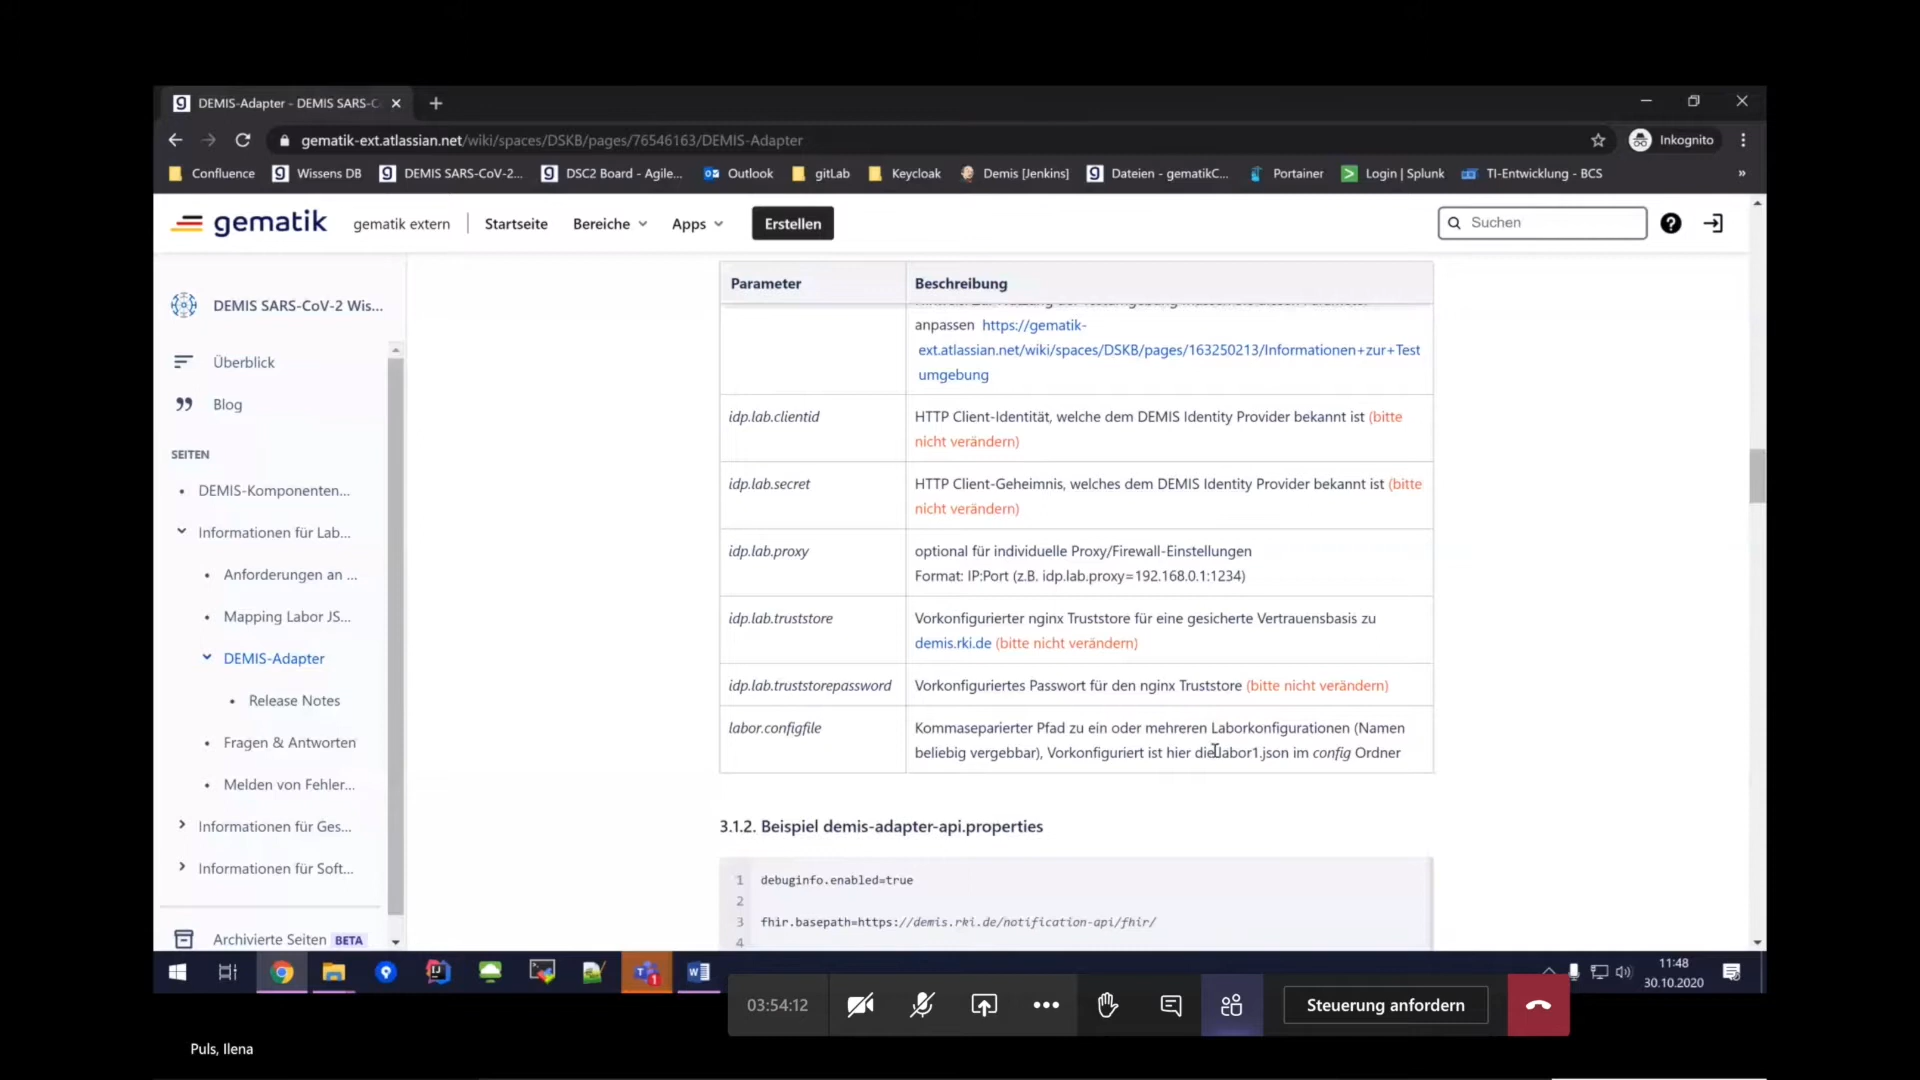 DEMIS-Adapter - DEMIS SARS-C
gematik-ext.atlassian.net/wiki/spaces/DSKB/pages/76546163/DEMIS-Adapter
Inkognito
Confluence
Wissens DB
DEMIS SARS-CoV-2...
DSC2 Board - Agile...
Outlook
gitLab
Keycloak
Demis [Jenkins]
Dateien - gematikC...
Portainer
Login | Splunk
TI-Entwicklung - BCS
»
gematik
gematik extern
Startseite
Bereiche
Apps
Erstellen
Suchen
DEMIS SARS-CoV-2 Wis...
Überblick
Blog
SEITEN
DEMIS-Komponenten...
Informationen für Lab...
Anforderungen an ...
Mapping Labor JS...
DEMIS-Adapter
Release Notes
Fragen & Antworten
Melden von Fehler...
Informationen für Ges...
Informationen für Soft...
Archivierte Seiten BETA
Parameter Beschreibung
anpassen https://gematik-
ext.atlassian.net/wiki/spaces/DSKB/pages/163250213/Informationen+zur+Test
umgebung
idp.lab.clientid HTTP Client-Identität, welche dem DEMIS Identity Provider bekannt ist (bitte
nicht verändern)
idp.lab.secret HTTP Client-Geheimnis, welches dem DEMIS Identity Provider bekannt ist (bitte
nicht verändern)
idp.lab.proxy optional für individuelle Proxy/Firewall-Einstellungen
Format: IP:Port (z.B. idp.lab.proxy=192.168.0.1:1234)
idp.lab.truststore Vorkonfigurierter nginx Truststore für eine gesicherte Vertrauensbasis zu
demis.rki.de (bitte nicht verändern)
idp.lab.truststorepassword Vorkonfiguriertes Passwort für den nginx Truststore (bitte nicht verändern)
labor.configfile Kommaseparierter Pfad zu ein oder mehreren Laborkonfigurationen (Namen
beliebig vergebbar), Vorkonfiguriert ist hier die labor1.json im config Ordner
3.1.2. Beispiel demis-adapter-api.properties
1 debuginfo.enabled=true
2
3 fhir.basepath=https://demis.rki.de/notification-api/fhir/
4
11:48
30.10.2020
03:54:12
Steuerung anfordern
Puls, Ilena